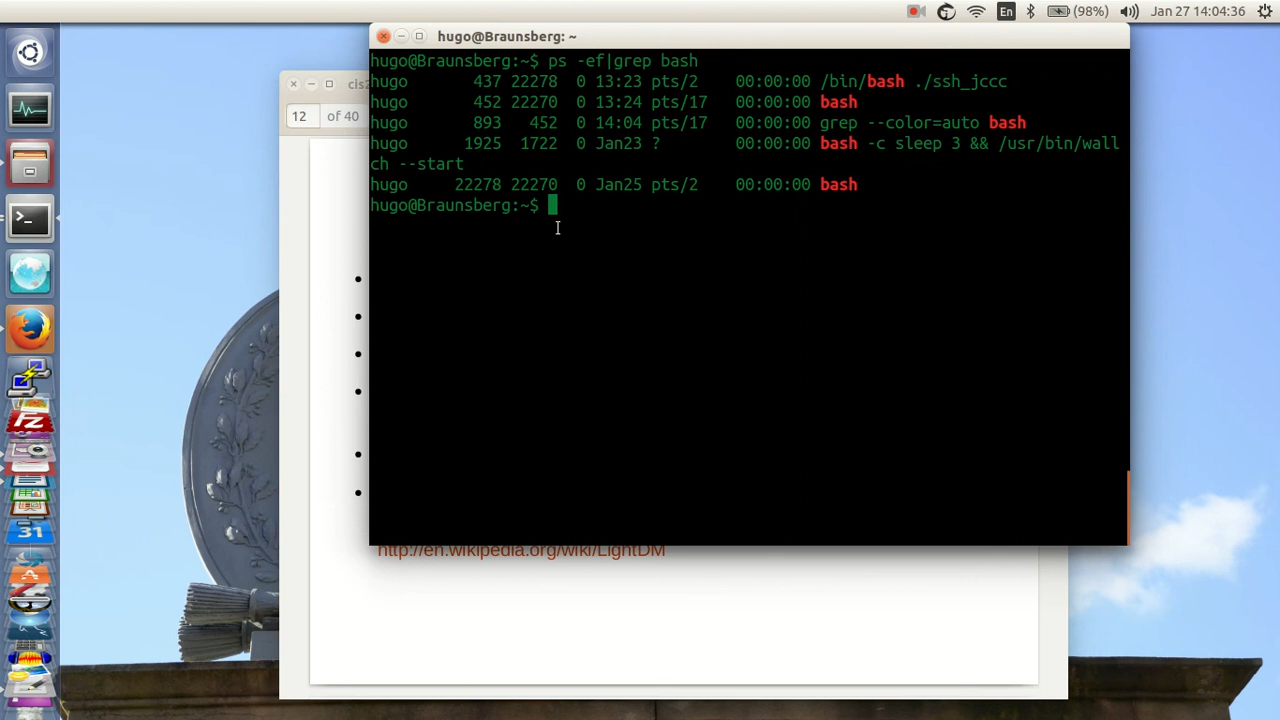 En (98%) Jan 27 14:04:36
hugo@Braunsberg: ~
hugo@Braunsberg:~$ ps -ef|grep bash
hugo 437 22278 0 13:23 pts/2 00:00:00 /bin/bash ./ssh_jccc
hugo 452 22270 0 13:24 pts/17 00:00:00 bash
hugo 893 452 0 14:04 pts/17 00:00:00 grep --color=auto bash
hugo 1925 1722 0 Jan23 ? 00:00:00 bash -c sleep 3 && /usr/bin/wall
ch --start
hugo 22278 22270 0 Jan25 pts/2 00:00:00 bash
hugo@Braunsberg:~$
12 of 40
http://en.wikipedia.org/wiki/LightDM
FZ
31